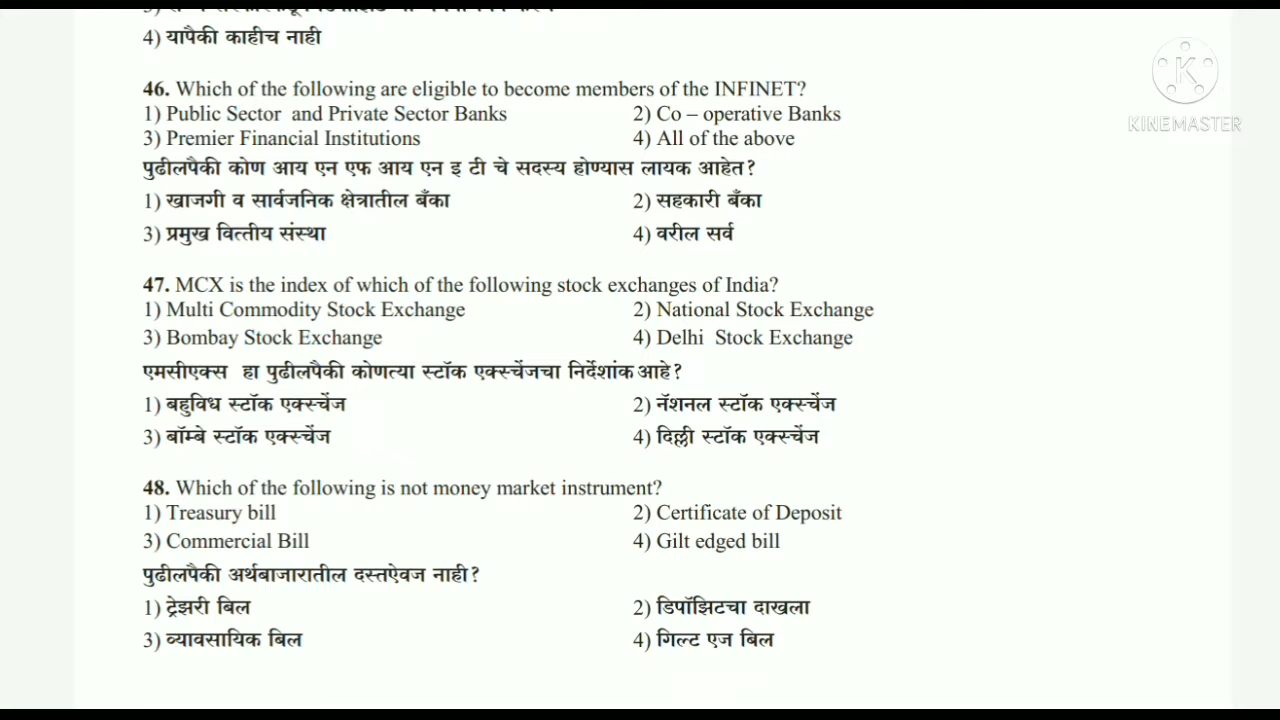 4) यापैकी काहीच नाही
46. Which of the following are eligible to become members of the INFINET?
1) Public Sector and Private Sector Banks 2) Co – operative Banks
3) Premier Financial Institutions 4) All of the above
पुढीलपैकी कोण आय एन एफ आय एन इ टी चे सदस्य होण्यास लायक आहेत?
1) खाजगी व सार्वजनिक क्षेत्रातील बँका 2) सहकारी बँका
3) प्रमुख वित्तीय संस्था 4) वरील सर्व
47. MCX is the index of which of the following stock exchanges of India?
1) Multi Commodity Stock Exchange 2) National Stock Exchange
3) Bombay Stock Exchange 4) Delhi Stock Exchange
एमसीएक्स हा पुढीलपैकी कोणत्या स्टॉक एक्स्चेंजचा निर्देशांक आहे?
1) बहुविध स्टॉक एक्स्चेंज 2) नॅशनल स्टॉक एक्स्चेंज
3) बॉम्बे स्टॉक एक्स्चेंज 4) दिल्ली स्टॉक एक्स्चेंज
48. Which of the following is not money market instrument?
1) Treasury bill 2) Certificate of Deposit
3) Commercial Bill 4) Gilt edged bill
पुढीलपैकी अर्थबाजारातील दस्तऐवज नाही?
1) ट्रेझरी बिल 2) डिपॉझिटचा दाखला
3) व्यावसायिक बिल 4) गिल्ट एज बिल
K
KINEMASTER